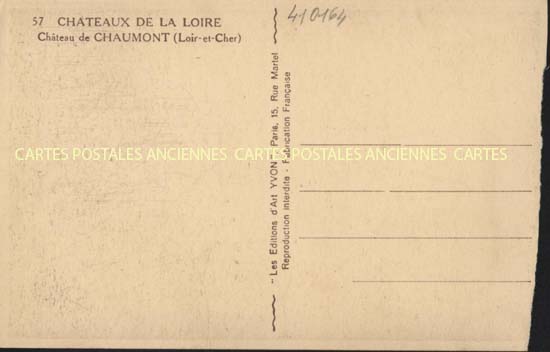 57 CHATEAUX DE LA LOIRE
Château de CHAUMONT (Loir-et-Cher)
410164
Les Editions d'Art YVON Paris, 15, Rue Martel
Reproduction interdite - Fabrication Française
CARTES POSTALES ANCIENNES CARTES POSTALES ANCIENNES CARTES